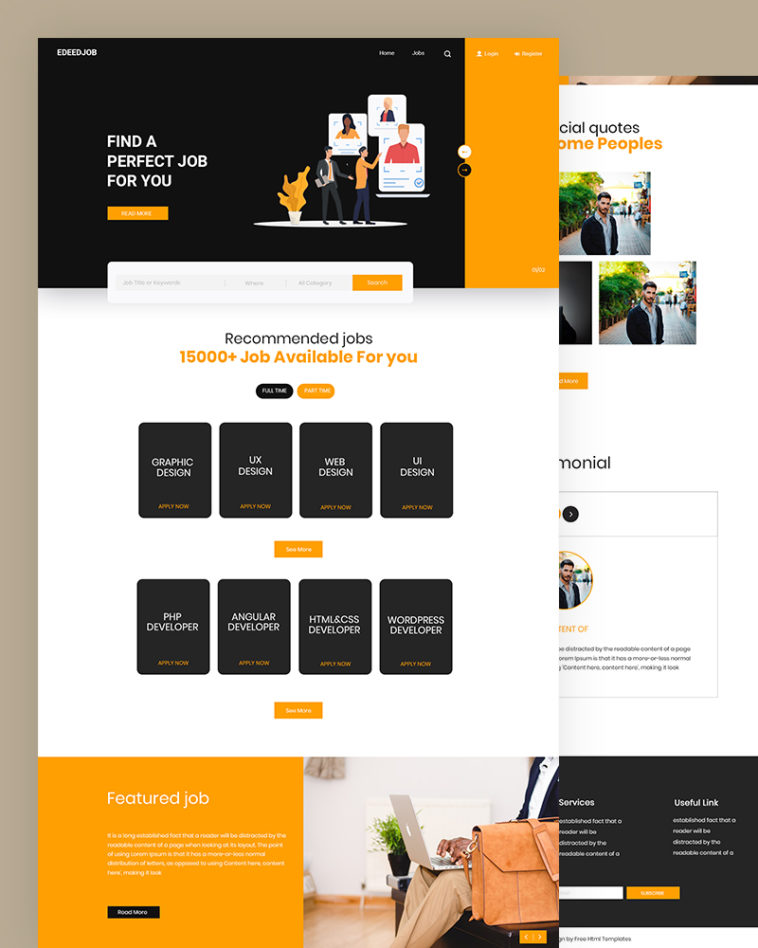 EDEEDJOB
Home
Jobs
Login
Register
FIND A
PERFECT JOB
FOR YOU
READ MORE
01/02
Job Title or Keywords
Where
All Category
Search
Recommended jobs
15000+ Job Available For you
FULL TIME
PART TIME
GRAPHIC
DESIGN
APPLY NOW
UX
DESIGN
APPLY NOW
WEB
DESIGN
APPLY NOW
UI
DESIGN
APPLY NOW
See More
PHP
DEVELOPER
APPLY NOW
ANGULAR
DEVELOPER
APPLY NOW
HTML&CSS
DEVELOPER
APPLY NOW
WORDPRESS
DEVELOPER
APPLY NOW
See More
Featured job
It is a long established fact that a reader will be distracted by the
readable content of a page when looking at its layout. The point
of using Lorem Ipsum is that it has a more-or-less normal
distribution of letters, as opposed to using Content here, content
here', making it look
Read More
cial quotes
ome Peoples
d More
monial
TENT OF
be distracted by the readable content of a page
orem Ipsum is that it has a more-or-less normal
g 'Content here, content here', making it look
Services
established fact that a
reader will be
distracted by the
readable content of a
Useful Link
established fact that a
reader will be
distracted by the
readable content of a
SUBSCRIBE
gn by Free Html Templates